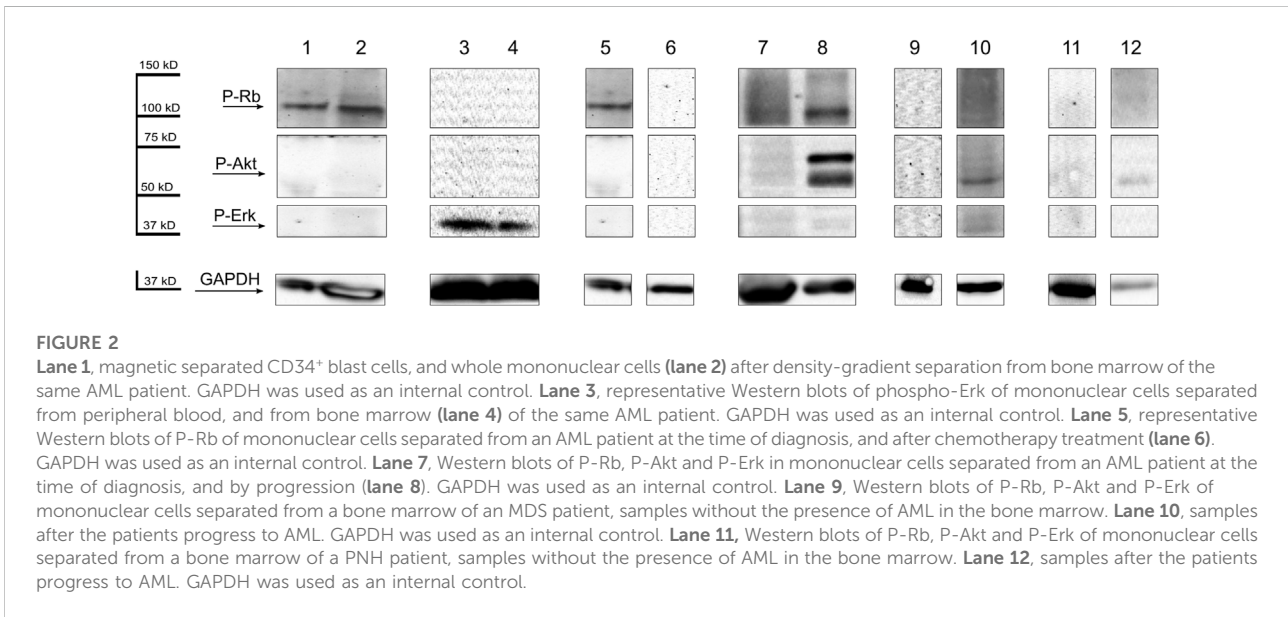 1 2 3 4 5 6 7 8 9 10 11 12
150 kD
P-Rb
100 kD
75 kD
P-Akt
50 kD
P-Erk
37 kD
37 kD GAPDH
FIGURE 2
Lane 1, magnetic separated CD34⁺ blast cells, and whole mononuclear cells (lane 2) after density-gradient separation from bone marrow of the
same AML patient. GAPDH was used as an internal control. Lane 3, representative Western blots of phospho-Erk of mononuclear cells separated
from peripheral blood, and from bone marrow (lane 4) of the same AML patient. GAPDH was used as an internal control. Lane 5, representative
Western blots of P-Rb of mononuclear cells separated from an AML patient at the time of diagnosis, and after chemotherapy treatment (lane 6).
GAPDH was used as an internal control. Lane 7, Western blots of P-Rb, P-Akt and P-Erk in mononuclear cells separated from an AML patient at the
time of diagnosis, and by progression (lane 8). GAPDH was used as an internal control. Lane 9, Western blots of P-Rb, P-Akt and P-Erk of
mononuclear cells separated from a bone marrow of an MDS patient, samples without the presence of AML in the bone marrow. Lane 10, samples
after the patients progress to AML. GAPDH was used as an internal control. Lane 11, Western blots of P-Rb, P-Akt and P-Erk of mononuclear cells
separated from a bone marrow of a PNH patient, samples without the presence of AML in the bone marrow. Lane 12, samples after the patients
progress to AML. GAPDH was used as an internal control.